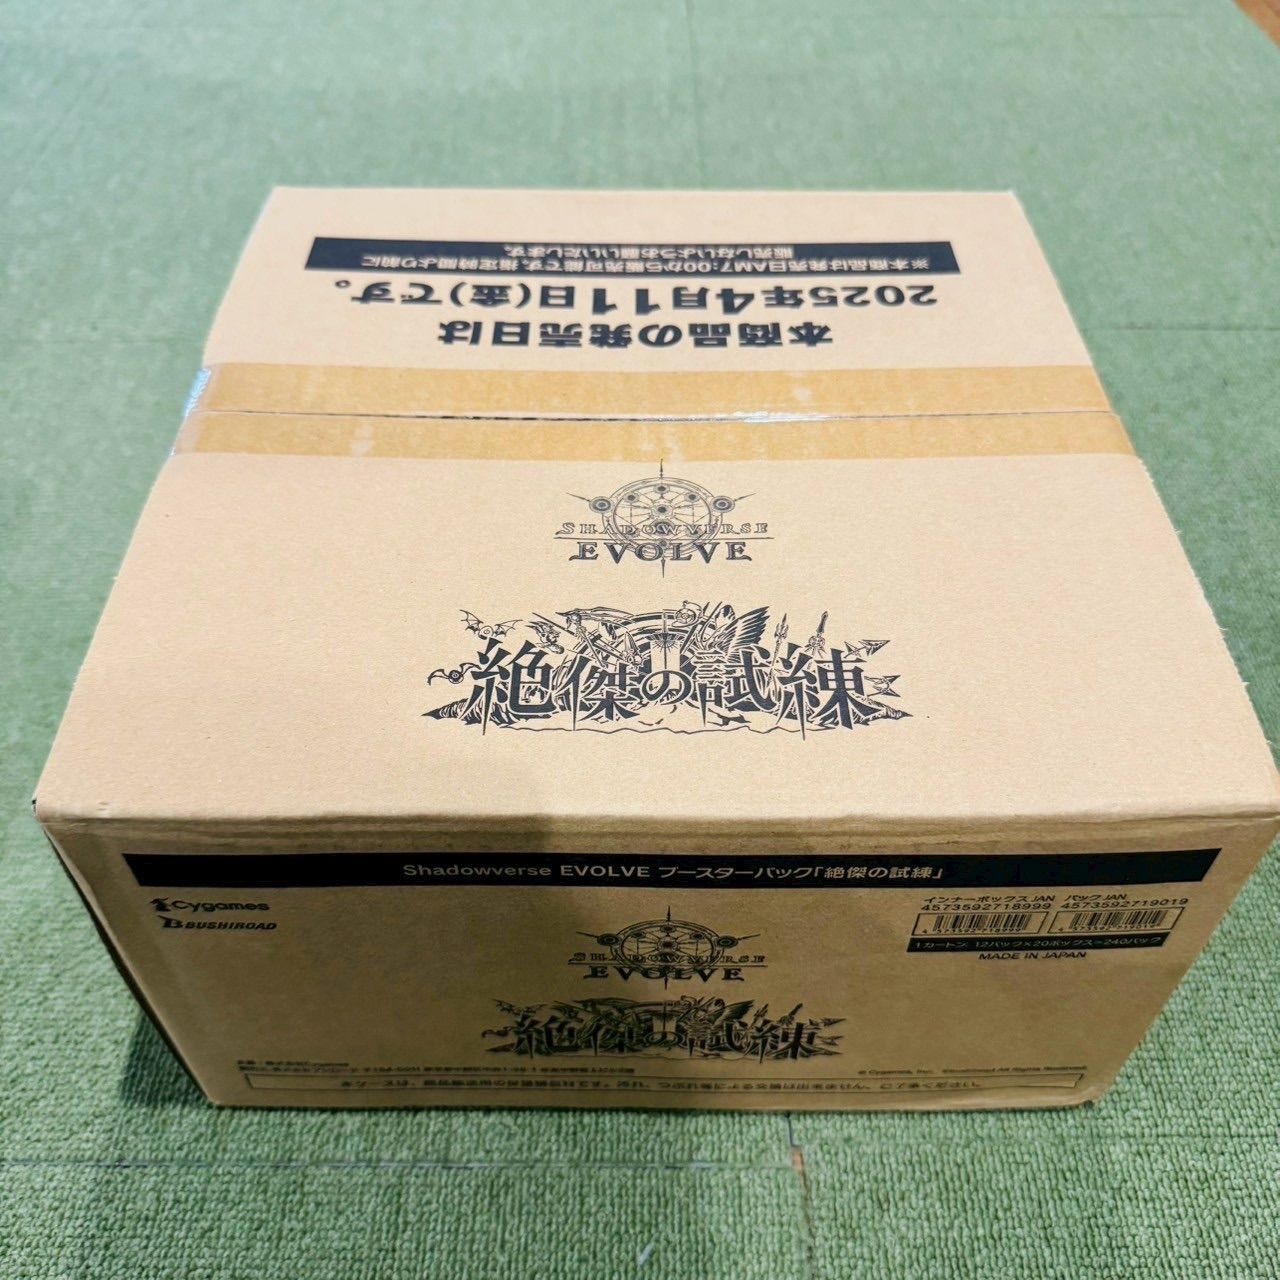 ※本商品は発売日AM7:00から販売可能です。指定時間より前に
販売しないようお願いいたします。
本商品の発売日は
2025年4月11日(金)です。
SHADOWVERSE
EVOLVE
絶傑の試練
Shadowverse EVOLVE ブースターパック「絶傑の試練」
Cygames
BUSHIROAD
インナーボックスJAN パックJAN
4573592718999 4573592719019
1カートン:12パック×20ボックス=240パック
MADE IN JAPAN
SHADOWVERSE
EVOLVE
絶傑の試練
© Cygames, Inc.